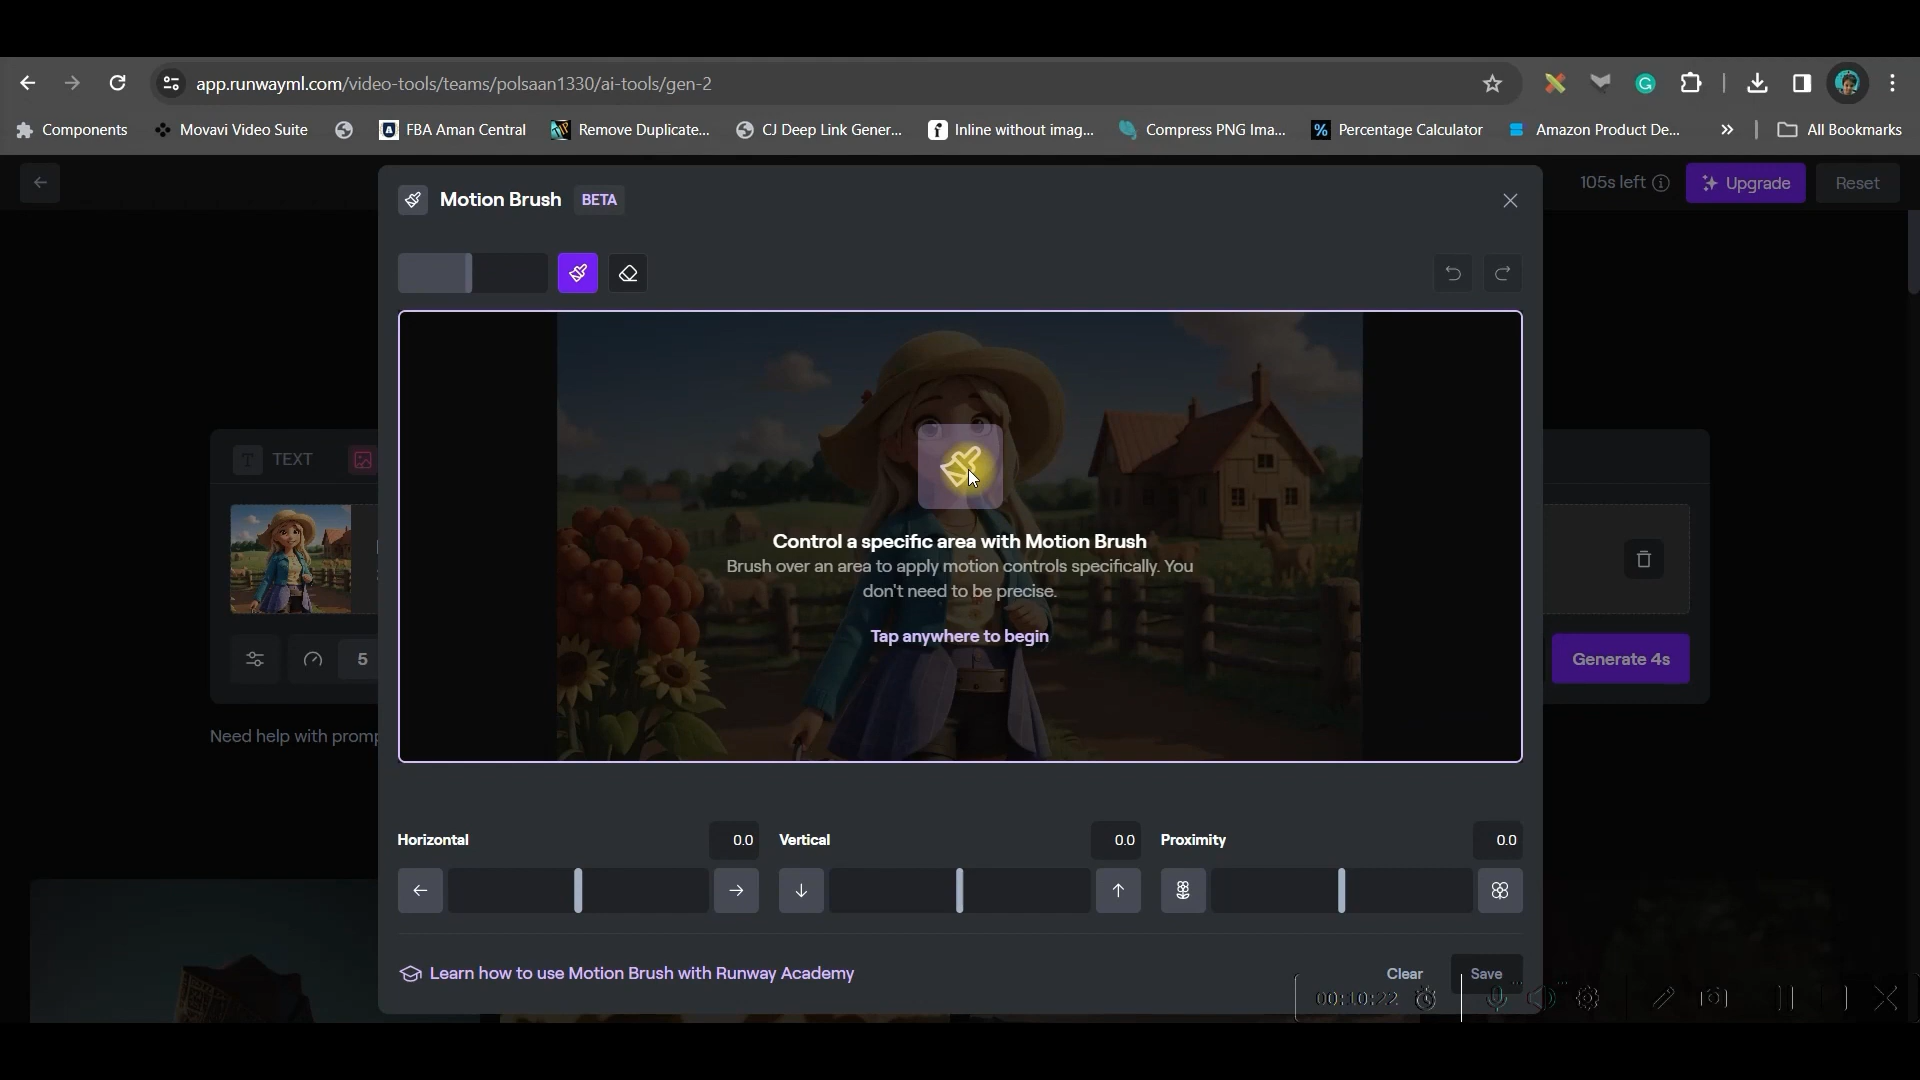 app.runwayml.com/video-tools/teams/polsaan1330/ai-tools/gen-2
Components
Movavi Video Suite
FBA Aman Central
Remove Duplicate...
CJ Deep Link Gener...
Inline without imag...
Compress PNG Ima...
Percentage Calculator
Amazon Product De...
All Bookmarks
Motion Brush BETA
105s left
Upgrade
Reset
TEXT
Control a specific area with Motion Brush
Brush over an area to apply motion controls specifically. You
don't need to be precise.
Tap anywhere to begin
5
Generate 4s
Need help with promp
Horizontal 0.0
Vertical 0.0
Proximity 0.0
Learn how to use Motion Brush with Runway Academy
Clear
Save
00:10:22